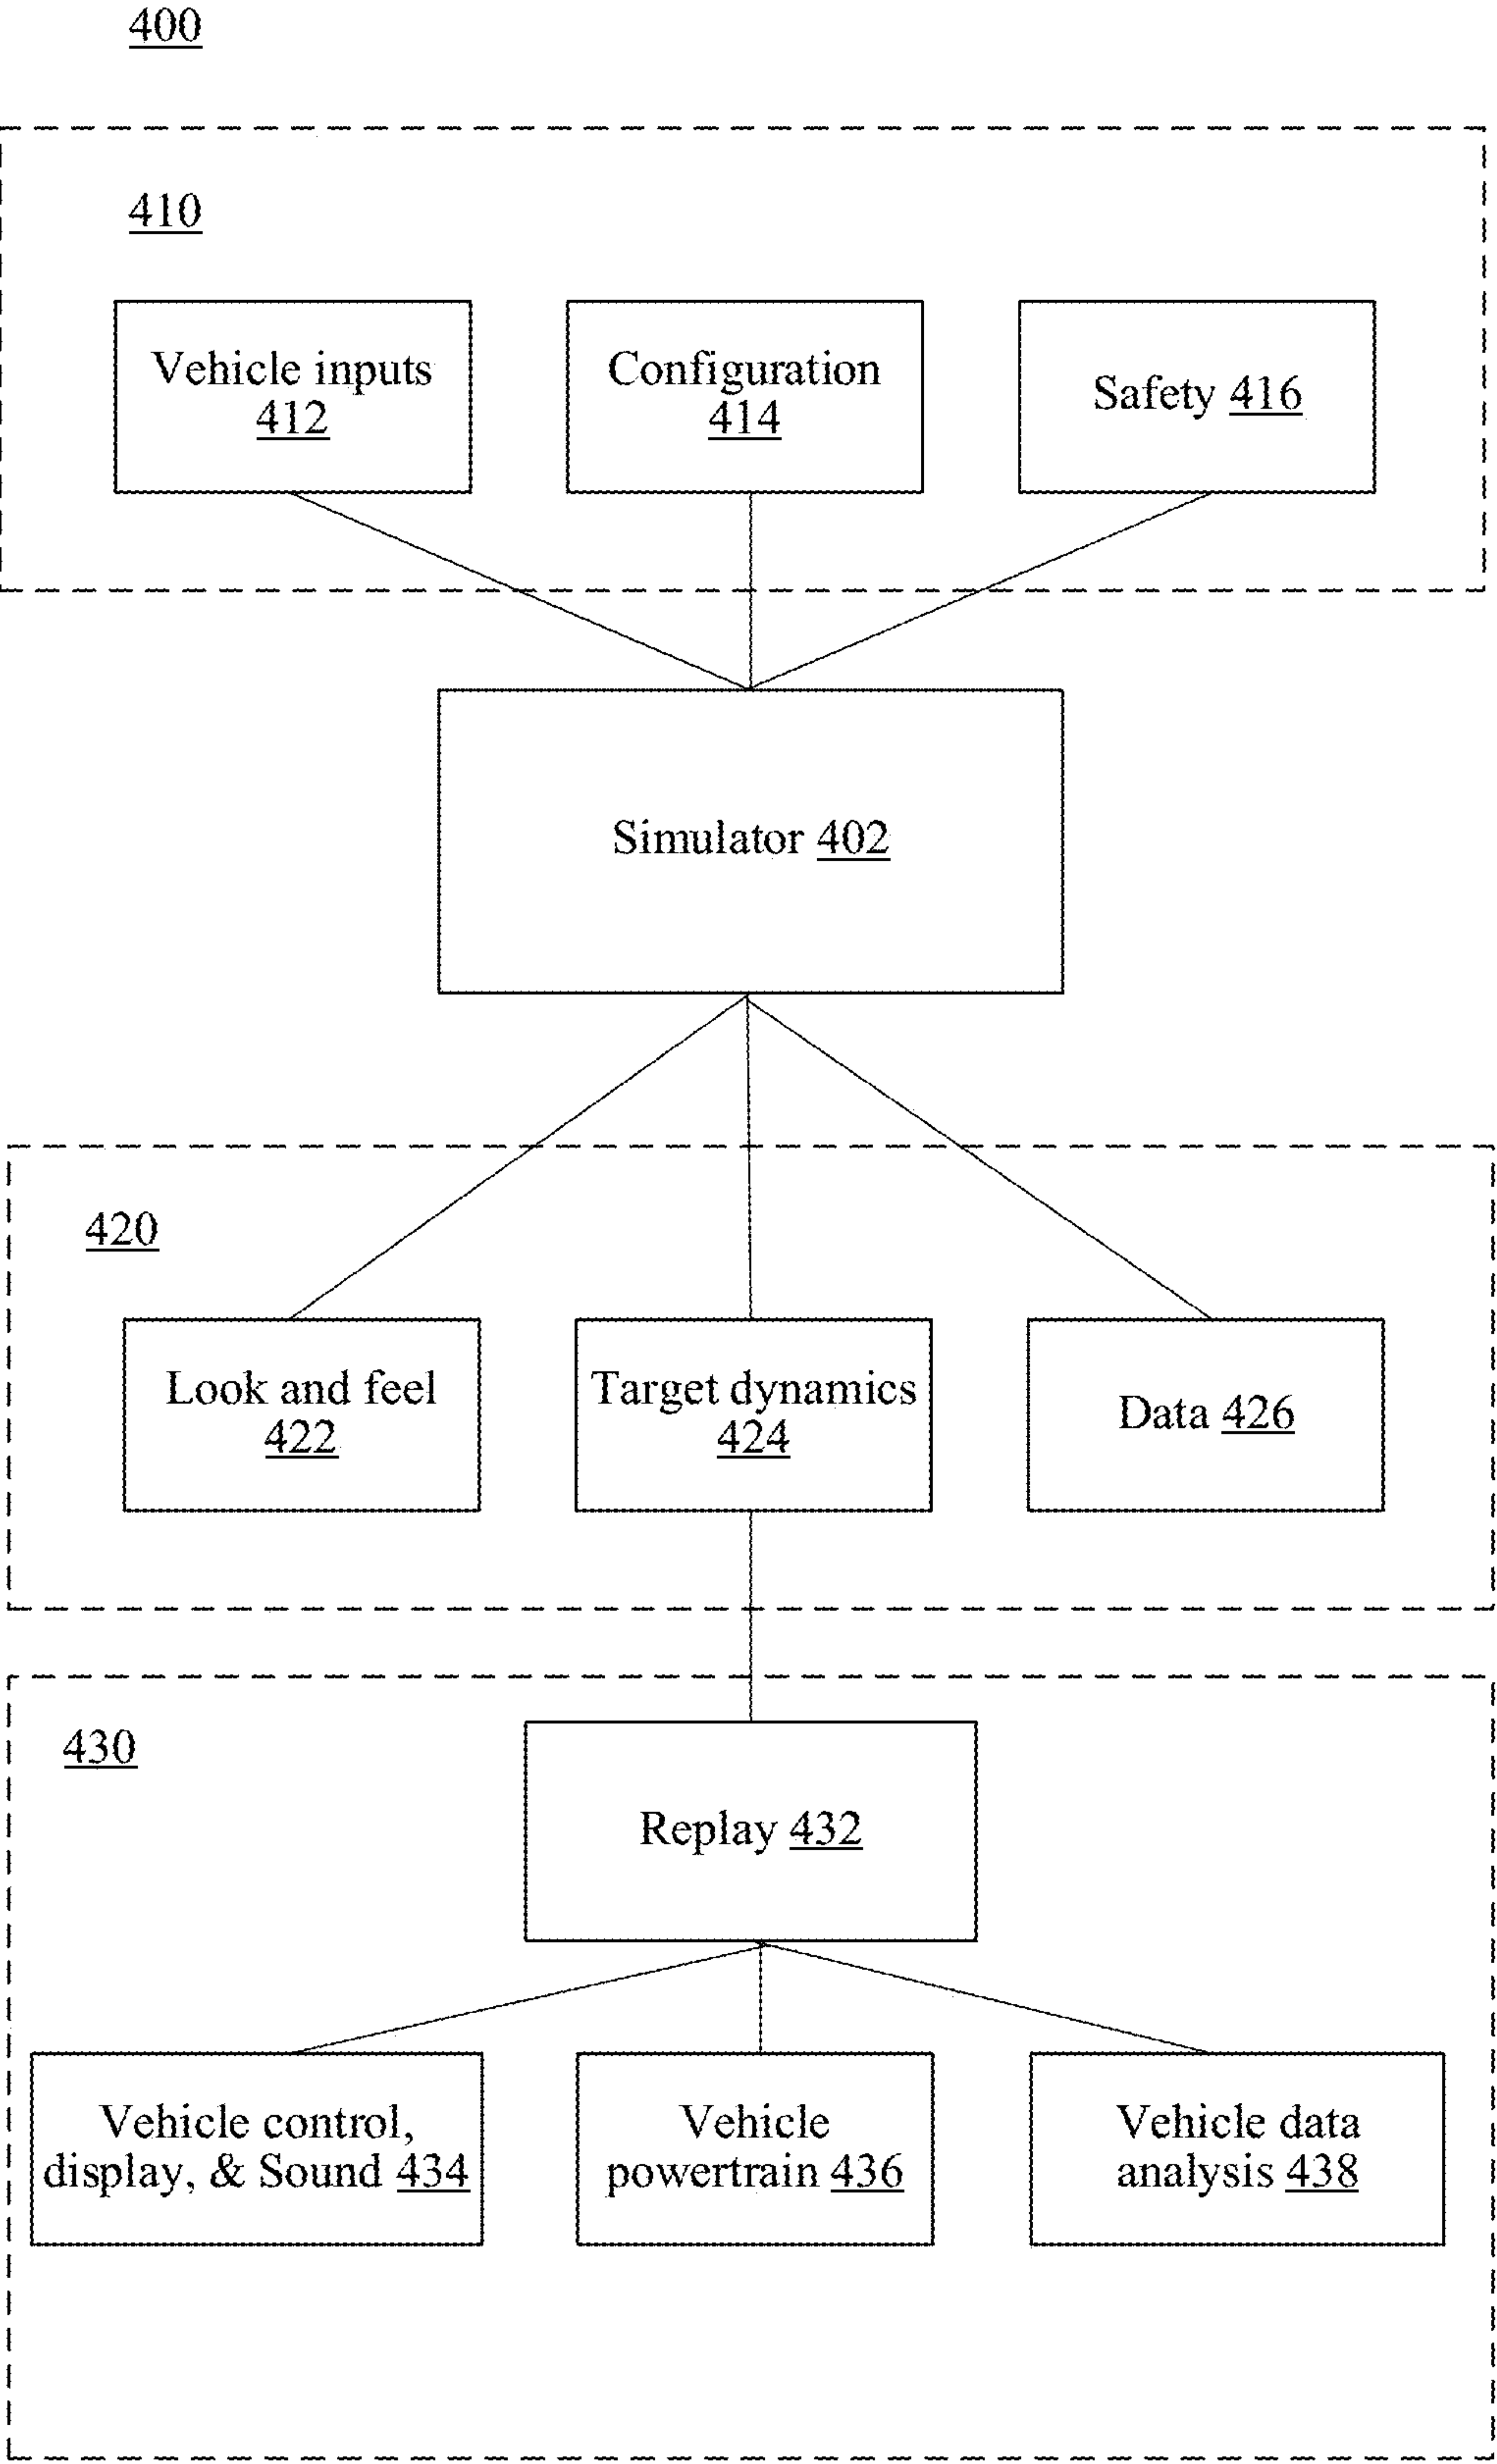 400
410
Vehicle inputs
412
Configuration
414
Safety 416
Simulator 402
420
Look and feel
422
Target dynamics
424
Data 426
430
Replay 432
Vehicle control,
display, & Sound 434
Vehicle
powertrain 436
Vehicle data
analysis 438